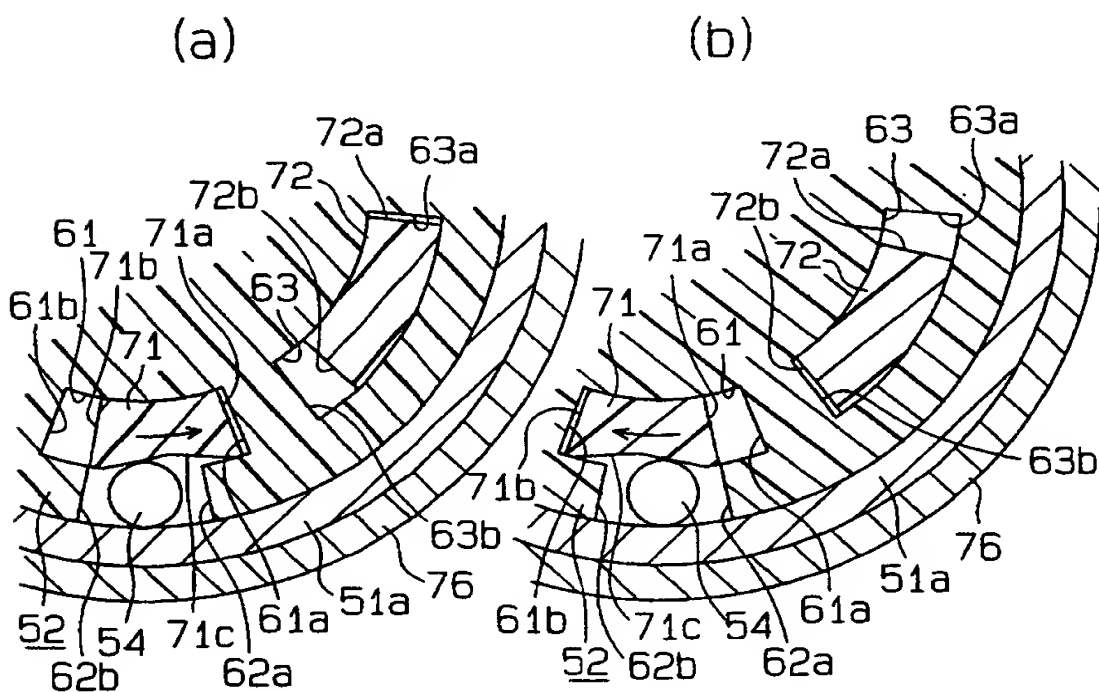 (a) (b)
72a 63a 63 63a
72 72a
72b 72b
61 71a 71a 72
71b 63
61b 71 71 61
71b 63b
63b 76 76
52 54 71c 61a 51a 61b 71c 54 61a 51a
62b 62a 52 62b 62a